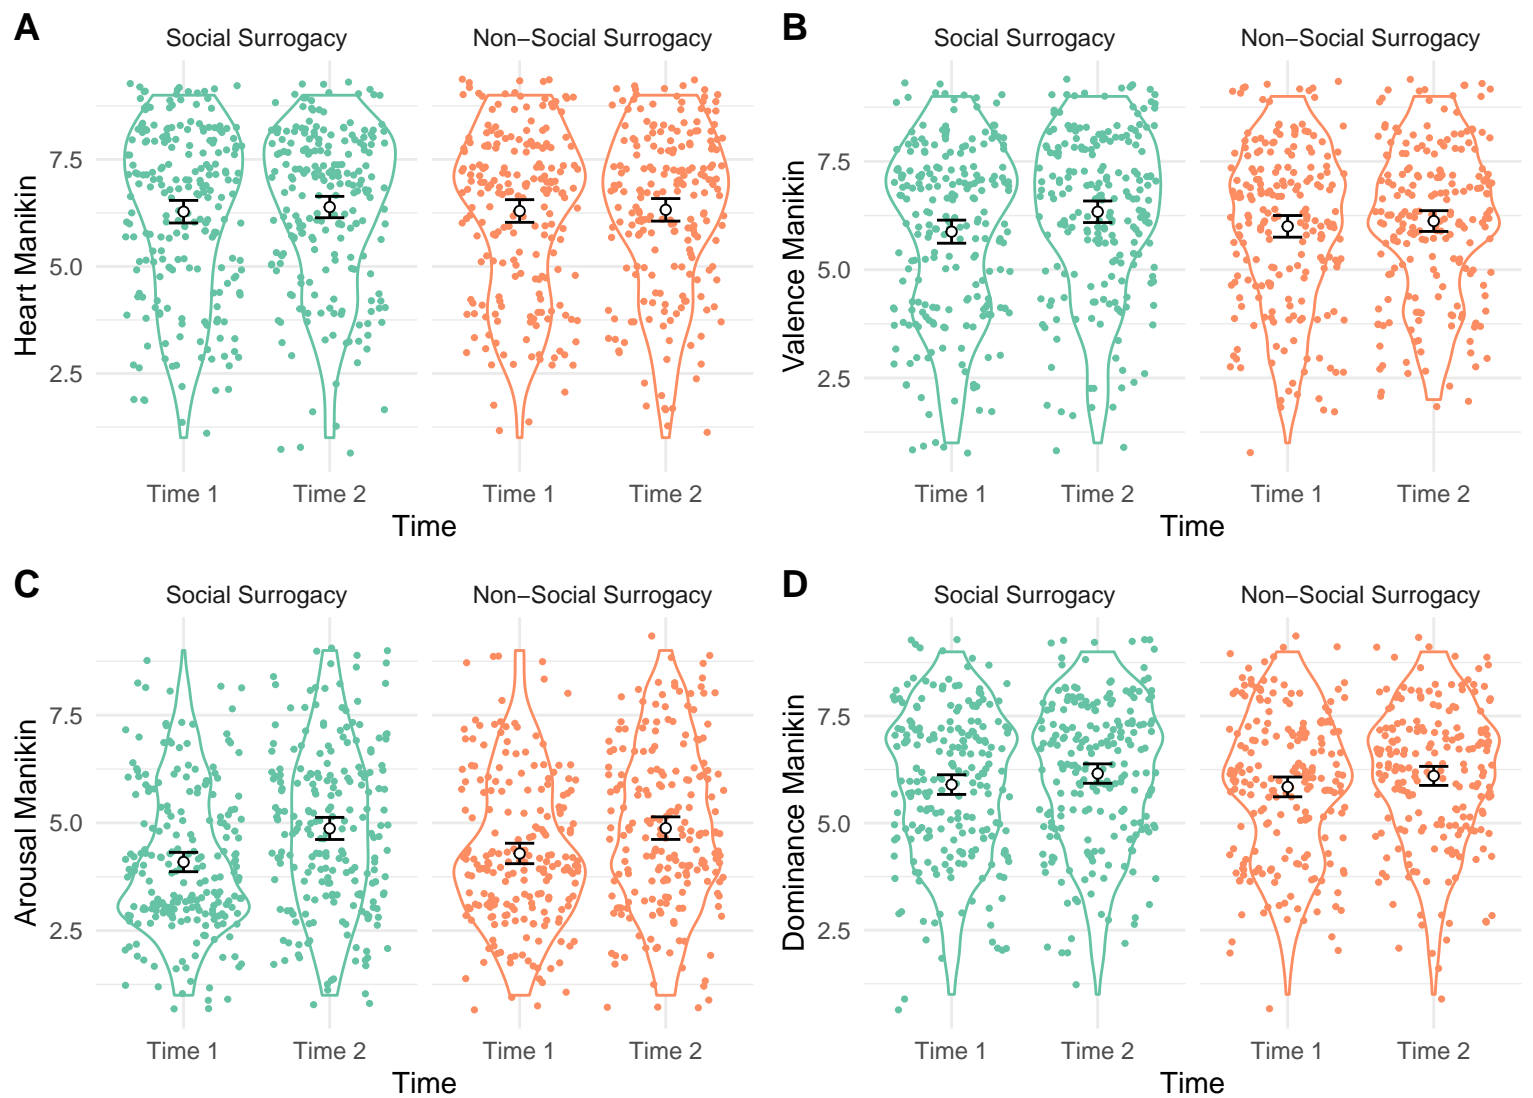 A
Social Surrogacy
Non−Social Surrogacy
Heart Manikin
7.5
5.0
2.5
Time 1
Time 2
Time 1
Time 2
Time
B
Social Surrogacy
Non−Social Surrogacy
Valence Manikin
7.5
5.0
2.5
Time 1
Time 2
Time 1
Time 2
Time
C
Social Surrogacy
Non−Social Surrogacy
Arousal Manikin
7.5
5.0
2.5
Time 1
Time 2
Time 1
Time 2
Time
D
Social Surrogacy
Non−Social Surrogacy
Dominance Manikin
7.5
5.0
2.5
Time 1
Time 2
Time 1
Time 2
Time